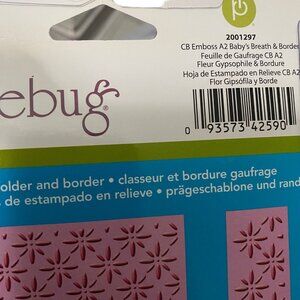 2001297
CB Emboss A2 Baby's Breath & Border
Feuille de Gaufrage CB A2
Fleur Gypsophile & Bordure
Hoja de Estampado en Relieve CB A2
Flor Gipsófila y Borde
ebug®
0 93573 42590
older and border • classeur et bordure gaufrage
de estampado en relieve • prägeschablone und rand